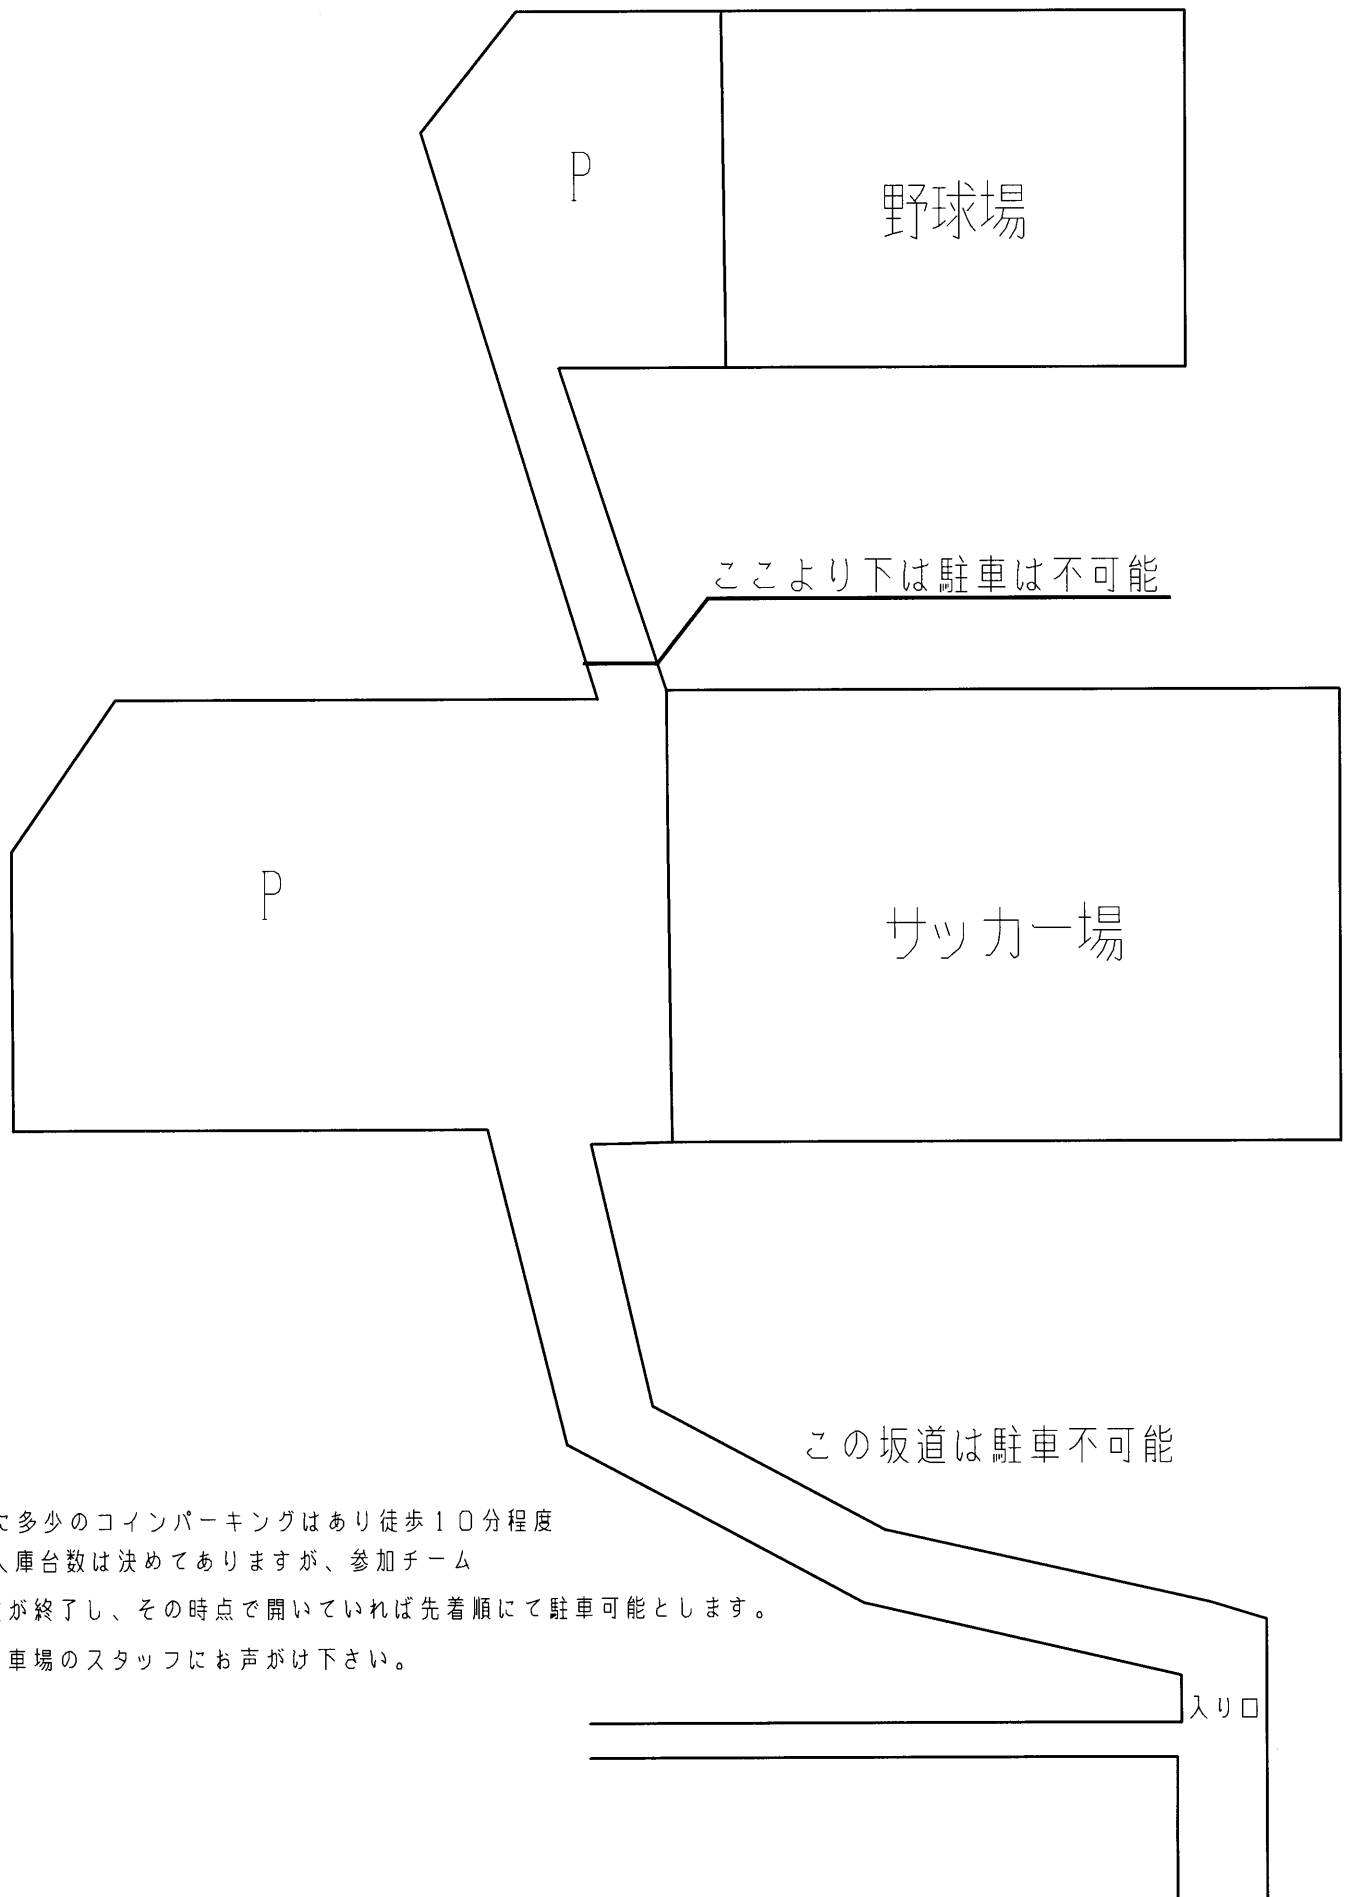 P
野球場
ここより下は駐車は不可能
P
サッカー場
この坂道は駐車不可能
多少のコインパーキングはあり徒歩10分程度
入庫台数は決めてありますが、参加チーム
が終了し、その時点で開いていれば先着順にて駐車可能とします。
車場のスタッフにお声がけ下さい。
入り口